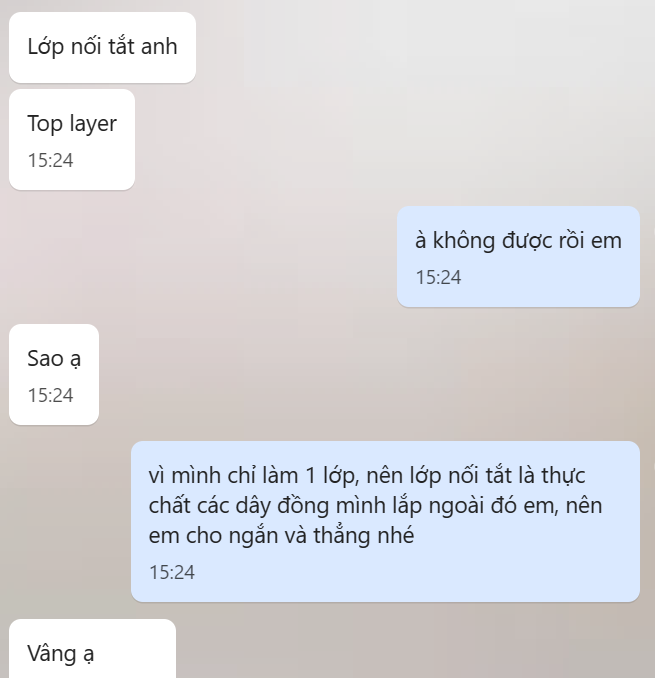 Lớp nối tắt anh
Top layer
15:24
à không được rồi em
15:24
Sao ạ
15:24
vì mình chỉ làm 1 lớp, nên lớp nối tắt là thực
chất các dây đồng mình lắp ngoài đó em, nên
em cho ngắn và thẳng nhé
15:24
Vâng ạ